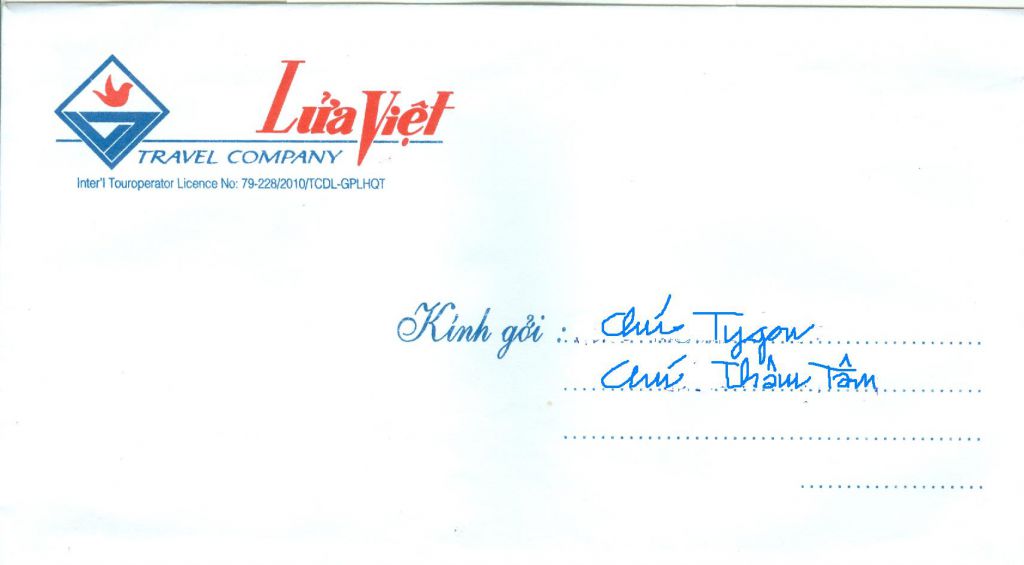 Lửa Việt
TRAVEL COMPANY
Inter'l Touroperator Licence No: 79-228/2010/TCDL-GPLHQT
Kính gởi : Chú Tygon
Chú Thâm Tâm